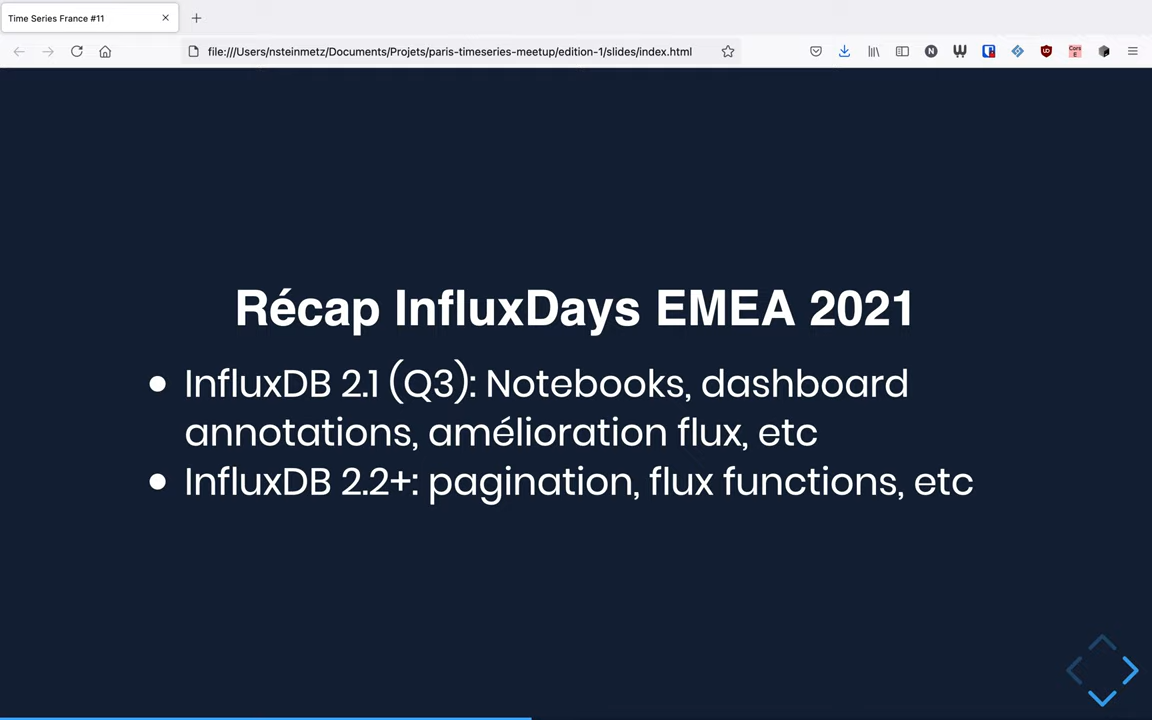 Time Series France #11
file:///Users/nsteinmetz/Documents/Projets/paris-timeseries-meetup/edition-1/slides/index.html
Récap InfluxDays EMEA 2021
● InfluxDB 2.1 (Q3): Notebooks, dashboard
annotations, amélioration flux, etc
● InfluxDB 2.2+: pagination, flux functions, etc